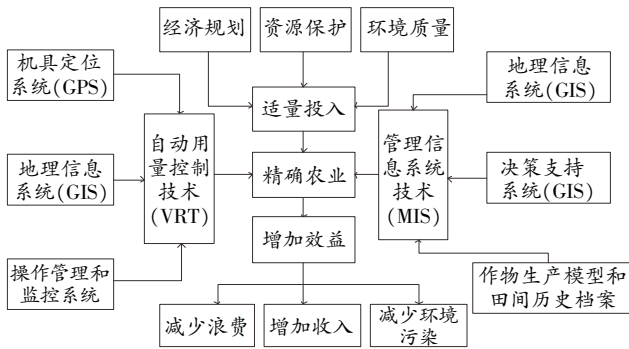 经济规划
资源保护
环境质量
机具定位
系统(GPS)
地理信息
系统(GIS)
适量投入
自动用
量控制
技术
(VRT)
管理信
息系统
技术
(MIS)
地理信息
系统(GIS)
精确农业
决策支持
系统(GIS)
增加效益
操作管理和
监控系统
作物生产模型和
田间历史档案
减少浪费
增加收入
减少环境
污染